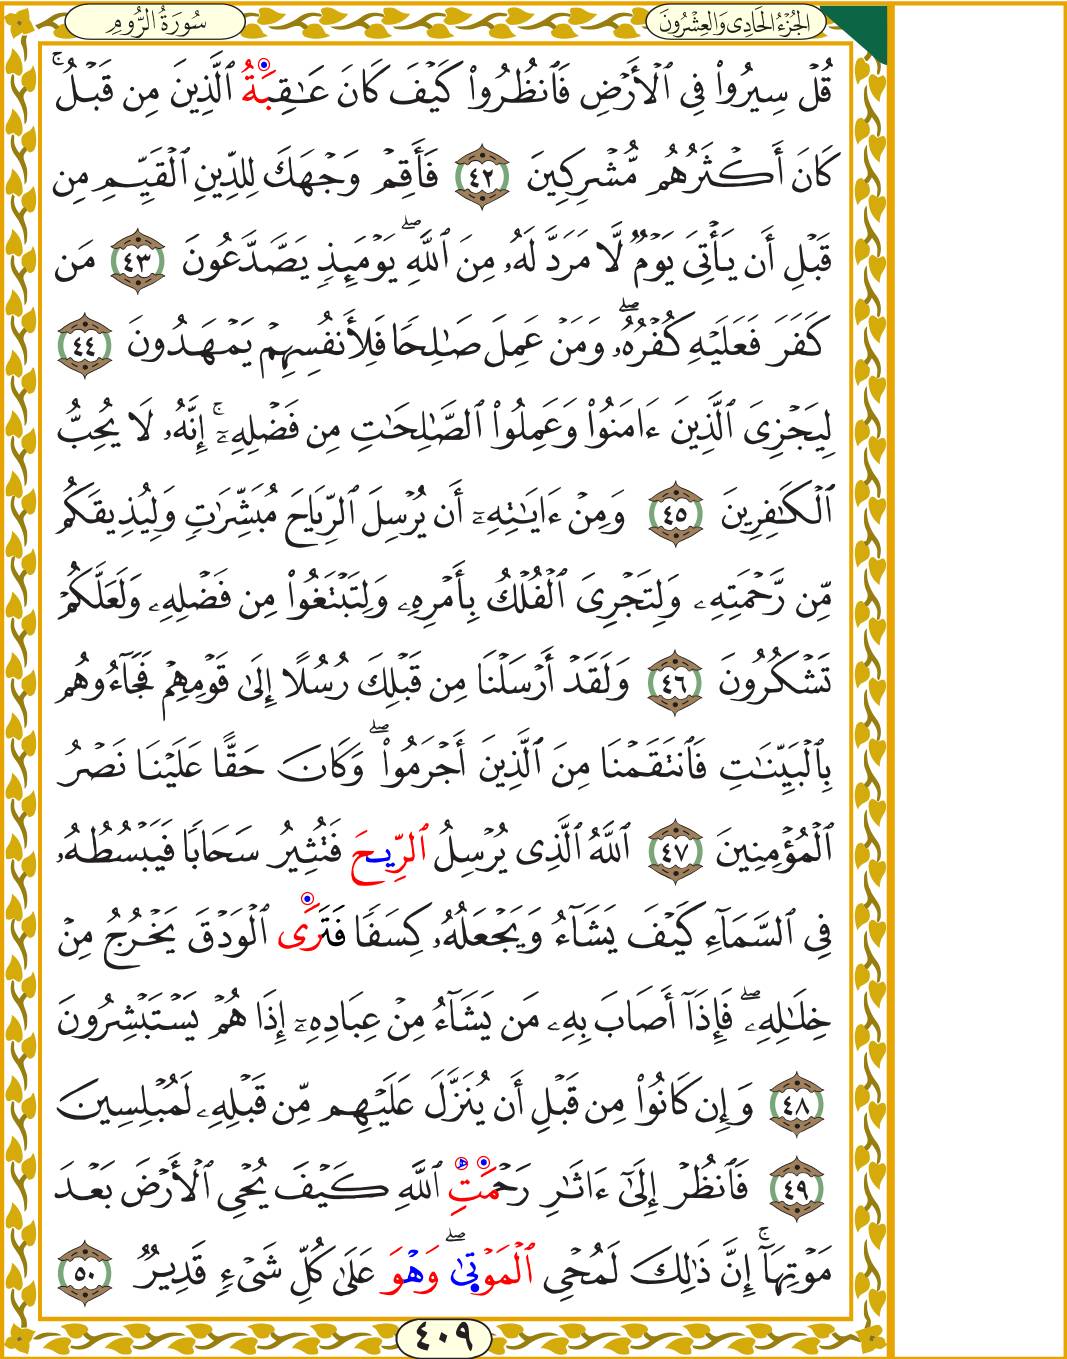 سُورَةُ الرُّومِ
الجُزْءُ الحَادِى وَالعِشْرُونَ
قُلْ سِيرُوا۟ فِى ٱلْأَرْضِ فَٱنظُرُوا۟ كَيْفَ كَانَ عَـٰقِبَةُ ٱلَّذِينَ مِن قَبْلُ ۚ
كَانَ أَكْثَرُهُم مُّشْرِكِينَ ٤٢ فَأَقِمْ وَجْهَكَ لِلدِّينِ ٱلْقَيِّمِ مِن
قَبْلِ أَن يَأْتِىَ يَوْمٌ لَّا مَرَدَّ لَهُۥ مِنَ ٱللَّهِ ۖ يَوْمَئِذٍ يَصَّدَّعُونَ ٤٣ مَن
كَفَرَ فَعَلَيْهِ كُفْرُهُۥ ۖ وَمَنْ عَمِلَ صَـٰلِحًا فَلِأَنفُسِهِمْ يَمْهَدُونَ ٤٤
لِيَجْزِىَ ٱلَّذِينَ ءَامَنُوا۟ وَعَمِلُوا۟ ٱلصَّـٰلِحَـٰتِ مِن فَضْلِهِۦٓ ۚ إِنَّهُۥ لَا يُحِبُّ
ٱلْكَـٰفِرِينَ ٤٥ وَمِنْ ءَايَـٰتِهِۦٓ أَن يُرْسِلَ ٱلرِّيَاحَ مُبَشِّرَٰتٍ وَلِيُذِيقَكُم
مِّن رَّحْمَتِهِۦ وَلِتَجْرِىَ ٱلْفُلْكُ بِأَمْرِهِۦ وَلِتَبْتَغُوا۟ مِن فَضْلِهِۦ وَلَعَلَّكُمْ
تَشْكُرُونَ ٤٦ وَلَقَدْ أَرْسَلْنَا مِن قَبْلِكَ رُسُلًا إِلَىٰ قَوْمِهِمْ فَجَآءُوهُم
بِٱلْبَيِّنَـٰتِ فَٱنتَقَمْنَا مِنَ ٱلَّذِينَ أَجْرَمُوا۟ ۖ وَكَانَ حَقًّا عَلَيْنَا نَصْرُ
ٱلْمُؤْمِنِينَ ٤٧ ٱللَّهُ ٱلَّذِى يُرْسِلُ ٱلرِّيحَ فَتُثِيرُ سَحَابًا فَيَبْسُطُهُۥ
فِى ٱلسَّمَآءِ كَيْفَ يَشَآءُ وَيَجْعَلُهُۥ كِسَفًا فَتَرَى ٱلْوَدْقَ يَخْرُجُ مِنْ
خِلَـٰلِهِۦ ۖ فَإِذَآ أَصَابَ بِهِۦ مَن يَشَآءُ مِنْ عِبَادِهِۦٓ إِذَا هُمْ يَسْتَبْشِرُونَ
٤٨ وَإِن كَانُوا۟ مِن قَبْلِ أَن يُنَزَّلَ عَلَيْهِم مِّن قَبْلِهِۦ لَمُبْلِسِينَ
٤٩ فَٱنظُرْ إِلَىٰٓ ءَاثَـٰرِ رَحْمَتِ ٱللَّهِ كَيْفَ يُحْىِ ٱلْأَرْضَ بَعْدَ
مَوْتِهَآ ۚ إِنَّ ذَٰلِكَ لَمُحْىِ ٱلْمَوْتَىٰ ۖ وَهْوَ عَلَىٰ كُلِّ شَىْءٍ قَدِيرٌ ٥٠
٤٠٩